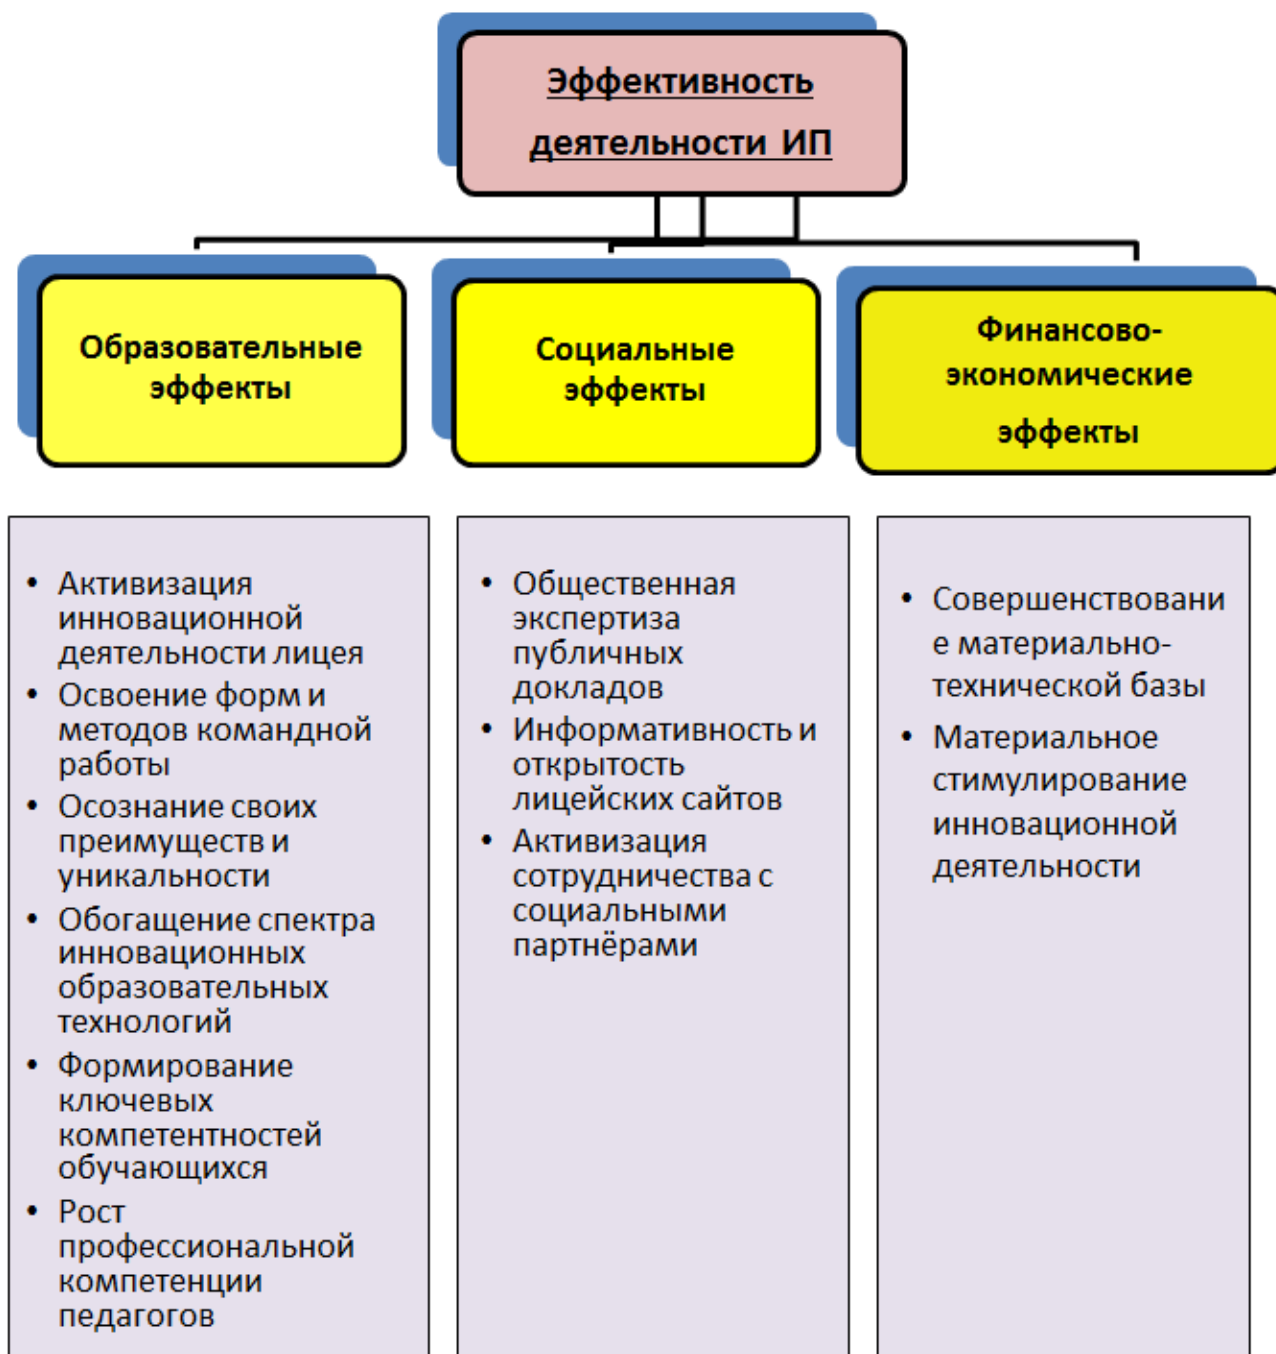 Эффективность
деятельности ИП
Образовательные
эффекты
Социальные
эффекты
Финансово-
экономические
эффекты
• Активизация
инновационной
деятельности лицея
• Освоение форм и
методов командной
работы
• Осознание своих
преимуществ и
уникальности
• Обогащение спектра
инновационных
образовательных
технологий
• Формирование
ключевых
компетентностей
обучающихся
• Рост
профессиональной
компетенции
педагогов
• Общественная
экспертиза
публичных
докладов
• Информативность и
открытость
лицейских сайтов
• Активизация
сотрудничества с
социальными
партнёрами
• Совершенствовани
е материально-
технической базы
• Материальное
стимулирование
инновационной
деятельности